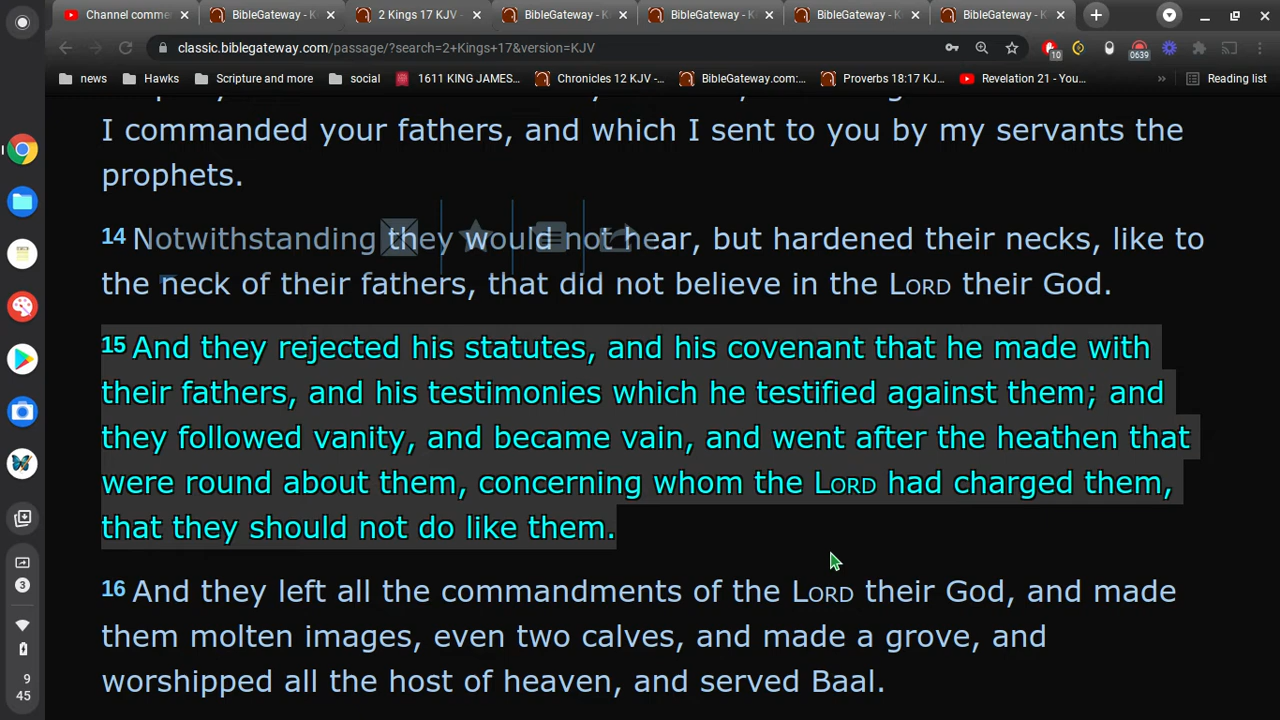 Channel comme
BibleGateway - K
2 Kings 17 KJV -
BibleGateway - K
BibleGateway - K
BibleGateway - K
BibleGateway - K
classic.biblegateway.com/passage/?search=2+Kings+17&version=KJV
10
0639
news
Hawks
Scripture and more
social
1611 KING JAMES...
Chronicles 12 KJV -...
BibleGateway.com:...
Proverbs 18:17 KJ...
Revelation 21 - You...
»
Reading list
I commanded your fathers, and which I sent to you by my servants the
prophets.
14 Notwithstanding they would not hear, but hardened their necks, like to
the neck of their fathers, that did not believe in the LORD their God.
15 And they rejected his statutes, and his covenant that he made with
their fathers, and his testimonies which he testified against them; and
they followed vanity, and became vain, and went after the heathen that
were round about them, concerning whom the LORD had charged them,
that they should not do like them.
16 And they left all the commandments of the LORD their God, and made
them molten images, even two calves, and made a grove, and
worshipped all the host of heaven, and served Baal.
3
9
45